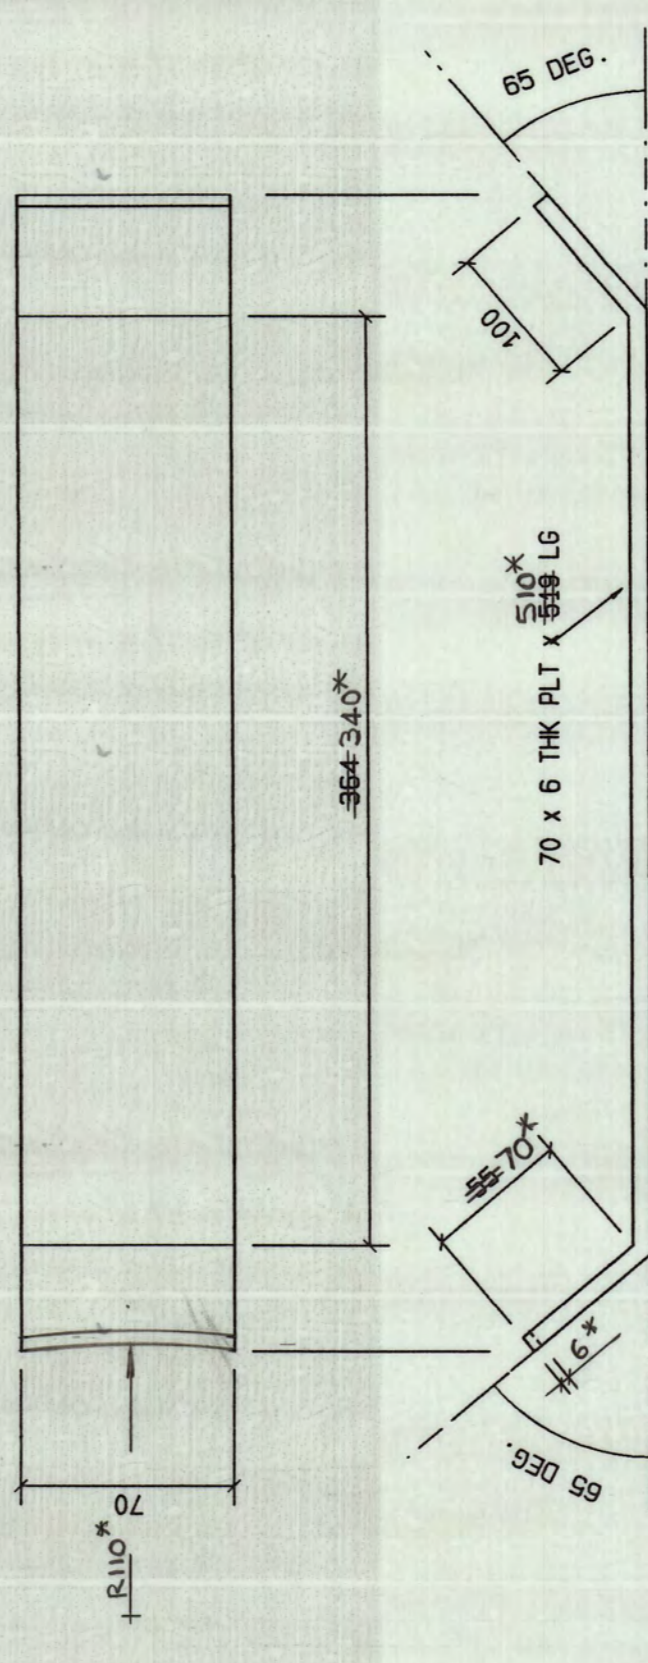 65 DEG.
100
510*
70 x 6 THK PLT x 519 LG
364 340*
55 70*
6*
65 DEG.
70
R110*